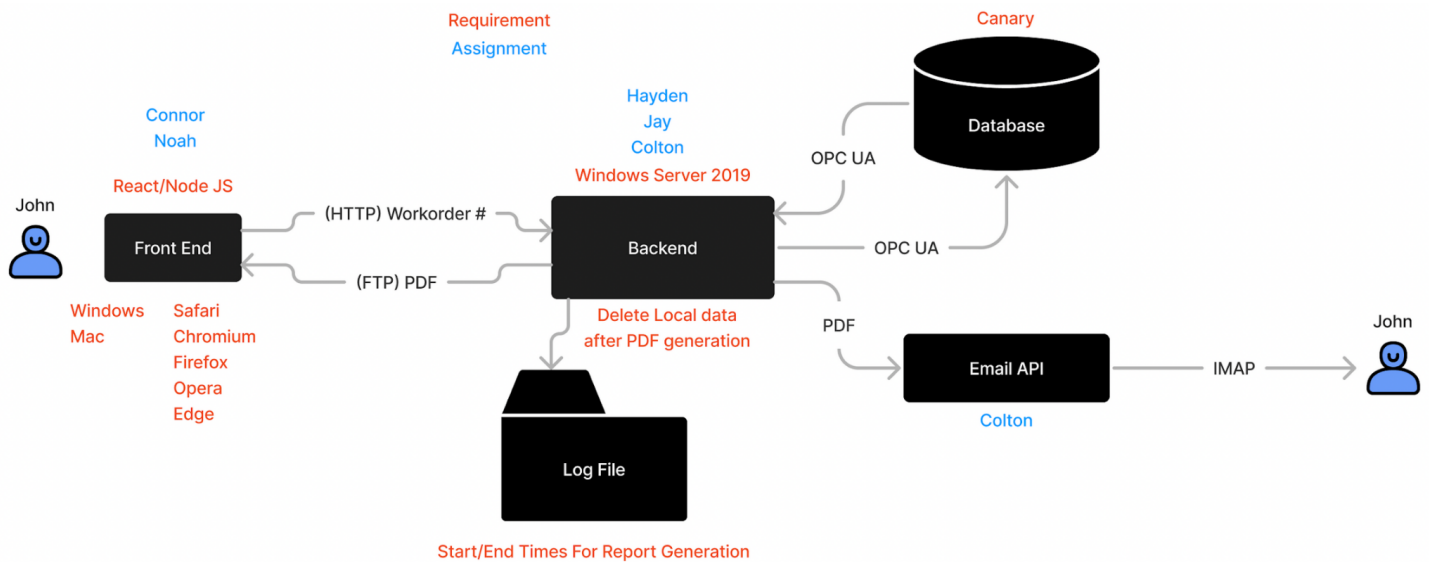 Requirement
Assignment
Canary
Database
Connor
Noah
Hayden
Jay
Colton
OPC UA
React/Node JS
Windows Server 2019
John
(HTTP) Workorder #
Front End
Backend
OPC UA
(FTP) PDF
Windows
Mac
Safari
Chromium
Firefox
Opera
Edge
Delete Local data
after PDF generation
PDF
John
Email API
IMAP
Colton
Log File
Start/End Times For Report Generation